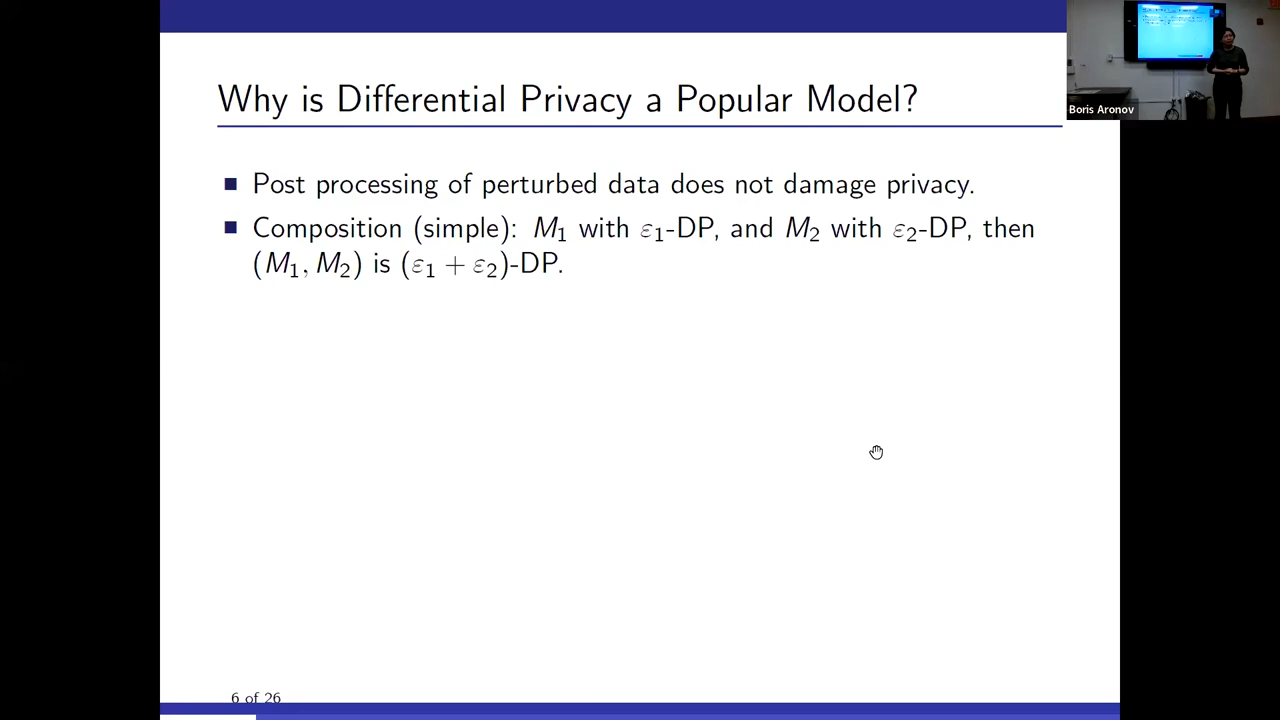 Why is Differential Privacy a Popular Model?
Boris Aronov
Post processing of perturbed data does not damage privacy.
Composition (simple): M₁ with ε₁-DP, and M₂ with ε₂-DP, then
(M₁, M₂) is (ε₁ + ε₂)-DP.
6 of 26